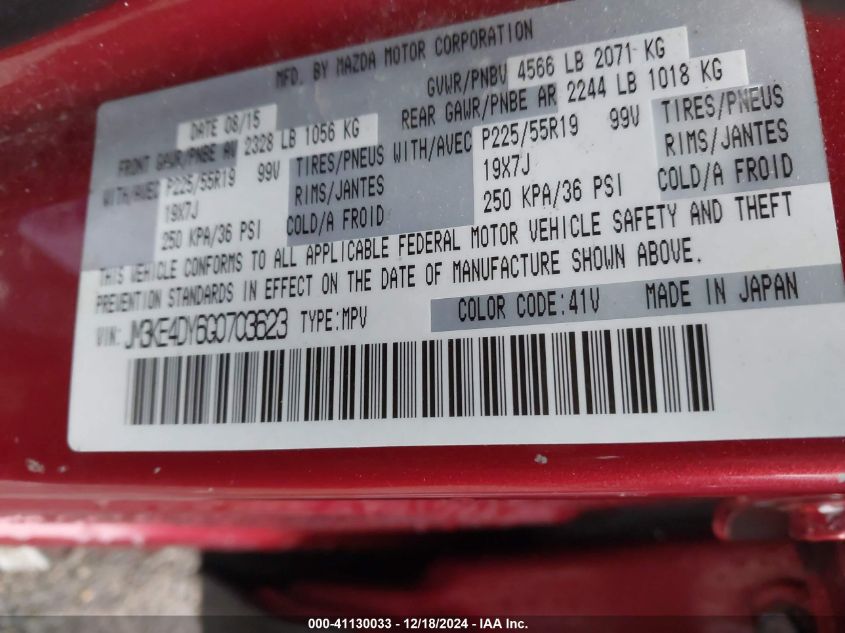 MFD. BY MAZDA MOTOR CORPORATION
DATE 08/15 GVWR/PNBV 4566 LB 2071 KG
FRONT GAWR/PNBE AV 2328 LB 1056 KG REAR GAWR/PNBE AR 2244 LB 1018 KG
WITH/AVEC P225/55R19 99V TIRES/PNEUS WITH/AVEC P225/55R19 99V TIRES/PNEUS
19X7J RIMS/JANTES 19X7J RIMS/JANTES
250 KPA/36 PSI COLD/A FROID 250 KPA/36 PSI COLD/A FROID
THIS VEHICLE CONFORMS TO ALL APPLICABLE FEDERAL MOTOR VEHICLE SAFETY AND THEFT
PREVENTION STANDARDS IN EFFECT ON THE DATE OF MANUFACTURE SHOWN ABOVE.
VIN: JM3KE4DY6G0703623 TYPE:MPV COLOR CODE:41V MADE IN JAPAN
000-41130033 - 12/18/2024 - IAA Inc.